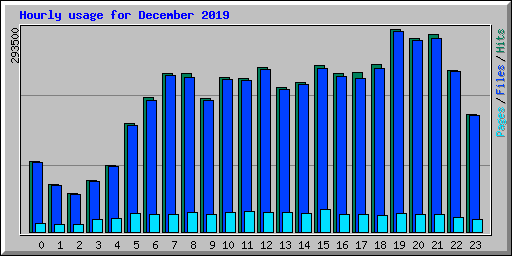 Hourly usage for December 2019
293500
Pages/Files/Hits
0 1 2 3 4 5 6 7 8 9 10 11 12 13 14 15 16 17 18 19 20 21 22 23